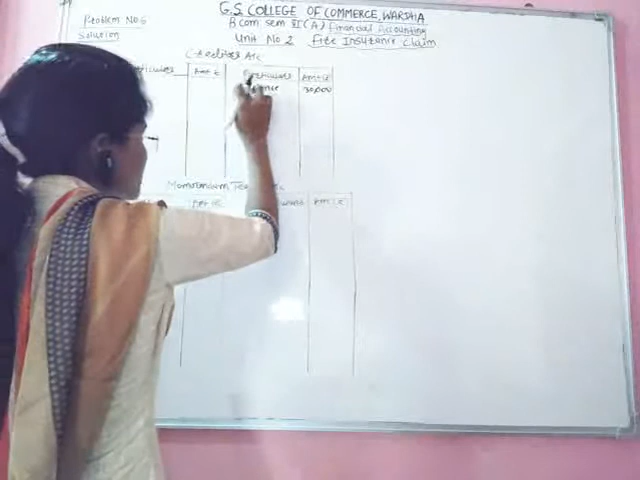 G.S COLLEGE OF COMMERCE, WARDHA
Problem No 6
B com sem VI (A) Financial Accounting
Solution
Unit No 2 Fire Insurance Claim
Creditors A/c
Particulars Amt ₹ Particulars Amt ₹
30,000
Memorandum A/c
Amt ₹ Amt ₹